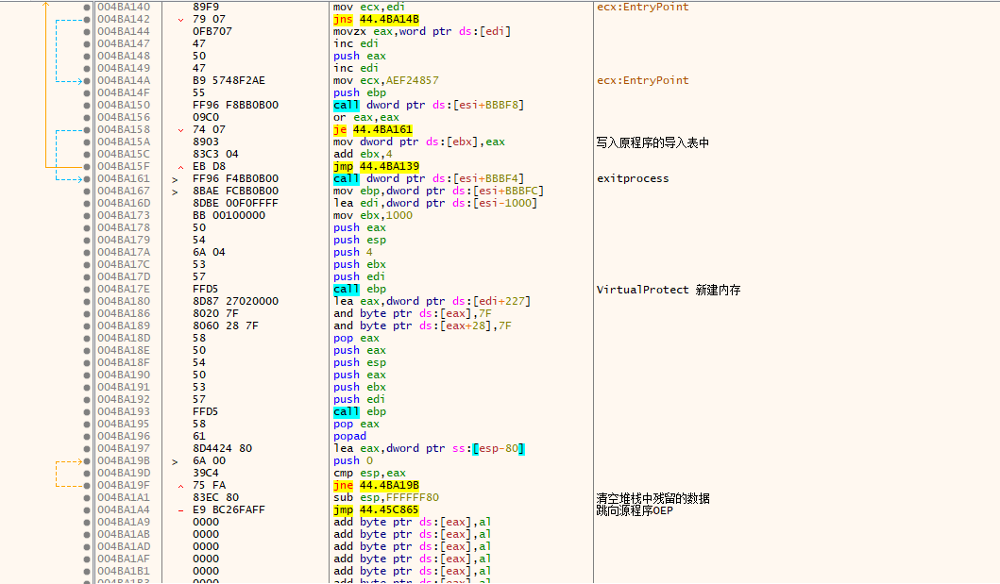 004BA140 89F9 mov ecx,edi ecx:EntryPoint
004BA142 79 07 jns 44.4BA14B
004BA144 0FB707 movzx eax,word ptr ds:[edi]
004BA147 47 inc edi
004BA148 50 push eax
004BA149 47 inc edi
004BA14A B9 5748F2AE mov ecx,AEF24857 ecx:EntryPoint
004BA14F 55 push ebp
004BA150 FF96 F8BB0B00 call dword ptr ds:[esi+BBBF8]
004BA156 09C0 or eax,eax
004BA158 74 07 je 44.4BA161
004BA15A 8903 mov dword ptr ds:[ebx],eax 写入原程序的导入表中
004BA15C 83C3 04 add ebx,4
004BA15F EB D8 jmp 44.4BA139
004BA161 > FF96 F4BB0B00 call dword ptr ds:[esi+BBBF4] exitprocess
004BA167 > 8BAE FCBB0B00 mov ebp,dword ptr ds:[esi+BBBFC]
004BA16D 8DBE 00F0FFFF lea edi,dword ptr ds:[esi-1000]
004BA173 BB 00100000 mov ebx,1000
004BA178 50 push eax
004BA179 54 push esp
004BA17A 6A 04 push 4
004BA17C 53 push ebx
004BA17D 57 push edi
004BA17E FFD5 call ebp VirtualProtect 新建内存
004BA180 8D87 27020000 lea eax,dword ptr ds:[edi+227]
004BA186 8020 7F and byte ptr ds:[eax],7F
004BA189 8060 28 7F and byte ptr ds:[eax+28],7F
004BA18D 58 pop eax
004BA18E 50 push eax
004BA18F 54 push esp
004BA190 50 push eax
004BA191 53 push ebx
004BA192 57 push edi
004BA193 FFD5 call ebp
004BA195 58 pop eax
004BA196 61 popad
004BA197 8D4424 80 lea eax,dword ptr ss:[esp-80]
004BA19B > 6A 00 push 0
004BA19D 39C4 cmp esp,eax
004BA19F 75 FA jne 44.4BA19B
004BA1A1 83EC 80 sub esp,FFFFFF80 清空堆栈中残留的数据
004BA1A4 - E9 BC26FAFF jmp 44.45C865 跳向源程序OEP
004BA1A9 0000 add byte ptr ds:[eax],al
004BA1AB 0000 add byte ptr ds:[eax],al
004BA1AD 0000 add byte ptr ds:[eax],al
004BA1AF 0000 add byte ptr ds:[eax],al
004BA1B1 0000 add byte ptr ds:[eax],al
004BA1B3 0000 add byte ptr ds:[eax],al